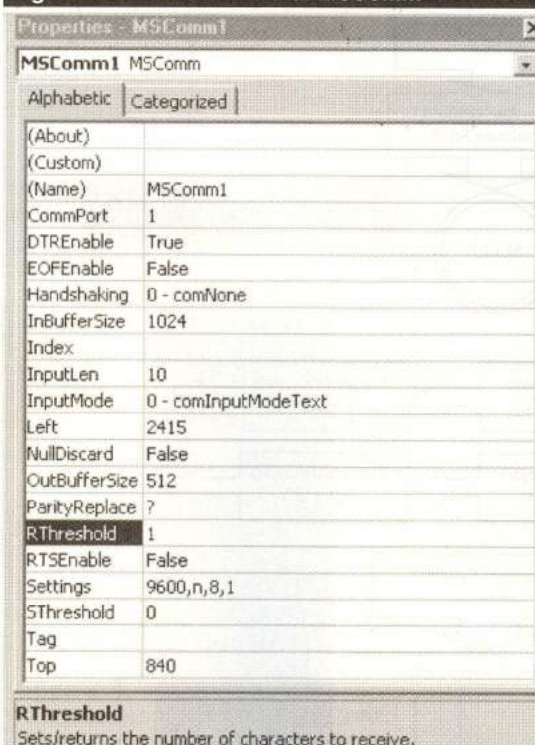 Properties - MSComm1
MSComm1 MSComm
Alphabetic Categorized
(About)
(Custom)
(Name) MSComm1
CommPort 1
DTREnable True
EOFEnable False
Handshaking 0 - comNone
InBufferSize 1024
Index
InputLen 10
InputMode 0 - comInputModeText
Left 2415
NullDiscard False
OutBufferSize 512
ParityReplace ?
RThreshold 1
RTSEnable False
Settings 9600,n,8,1
SThreshold 0
Tag
Top 840
RThreshold
Sets/returns the number of characters to receive.